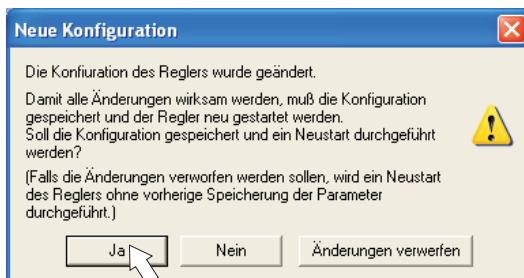 Neue Konfiguration
Die Konfiuration des Reglers wurde geändert.
Damit alle Änderungen wirksam werden, muß die Konfiguration
gespeichert und der Regler neu gestartet werden.
Soll die Konfiguration gespeichert und ein Neustart durchgeführt
werden?
(Falls die Änderungen verworfen werden sollen, wird ein Neustart
des Reglers ohne vorherige Speicherung der Parameter
durchgeführt.)
Ja Nein Änderungen verwerfen